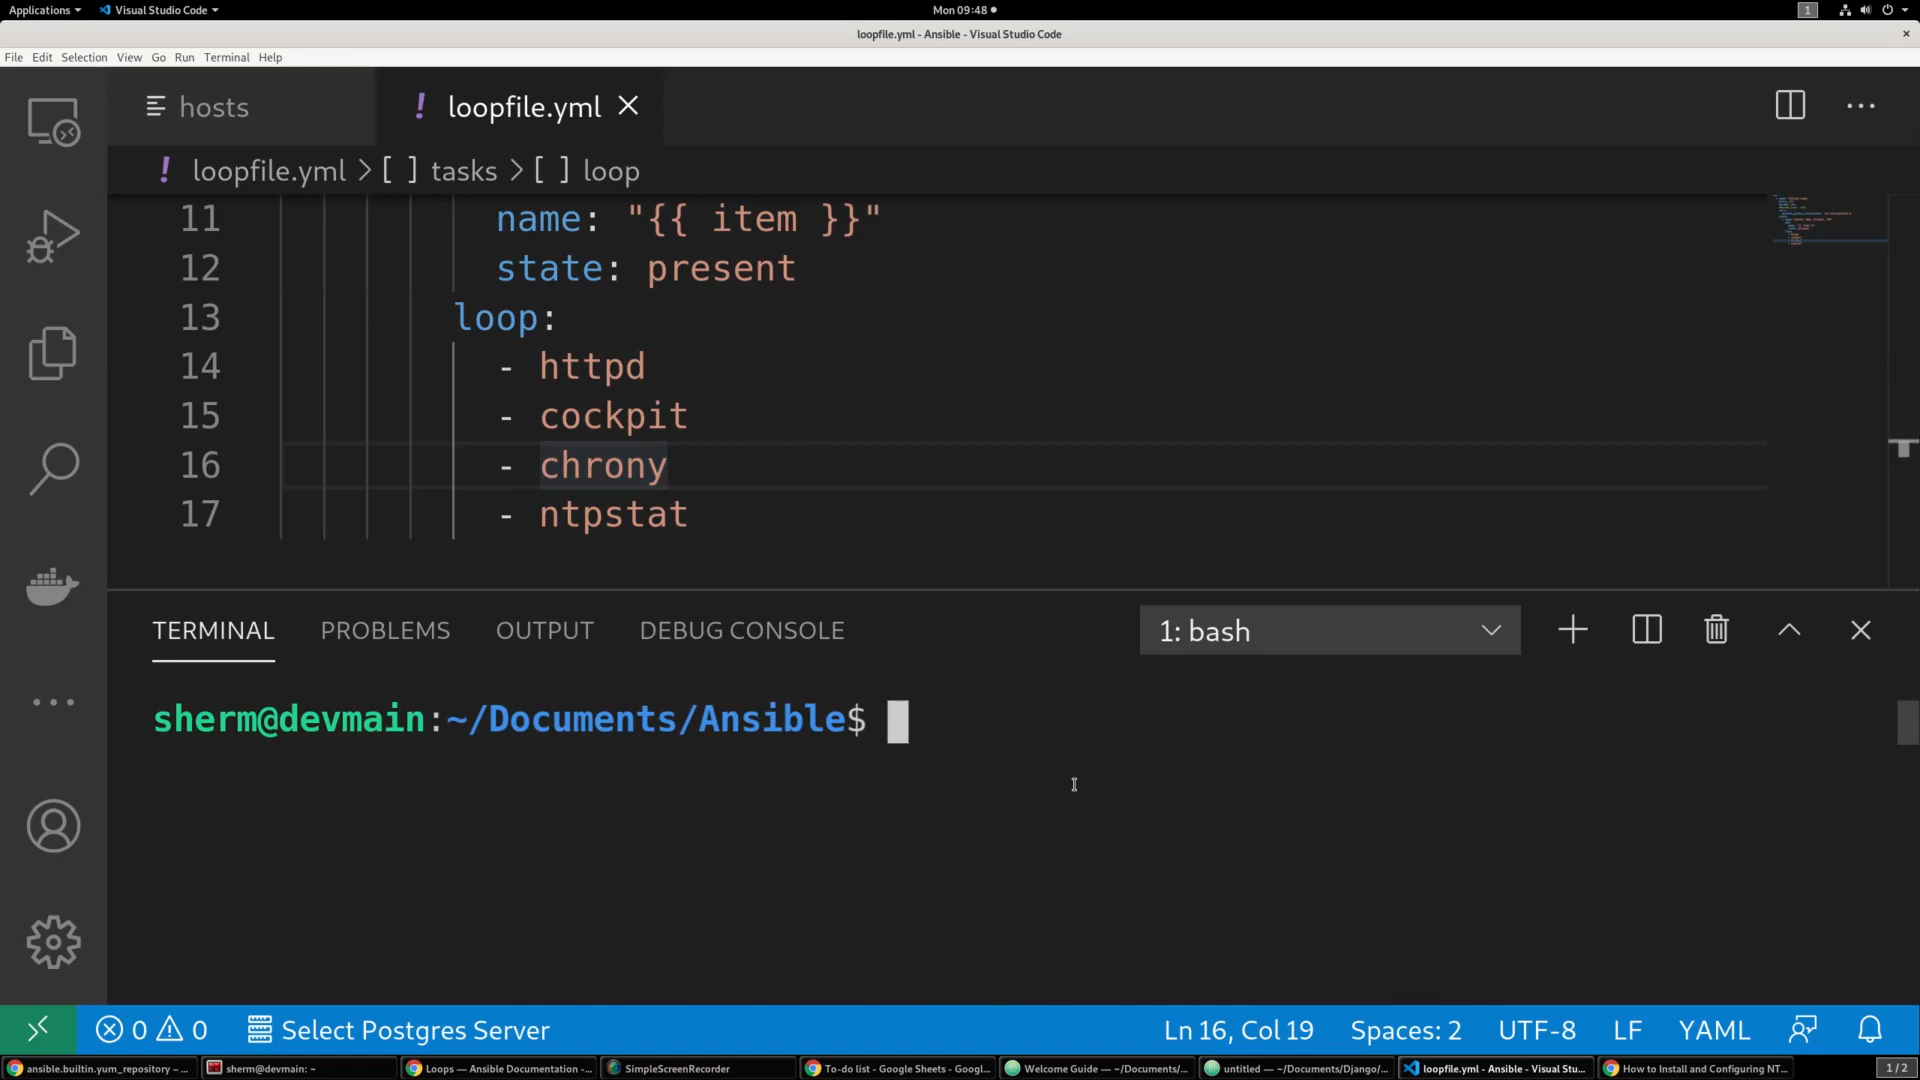 Applications
Visual Studio Code
Mon 09:48
1
loopfile.yml - Ansible - Visual Studio Code
File Edit Selection View Go Run Terminal Help
hosts
! loopfile.yml
! loopfile.yml > [ ] tasks > [ ] loop
11 name: "{{ item }}"
12 state: present
13 loop:
14 - httpd
15 - cockpit
16 - chrony
17 - ntpstat
TERMINAL PROBLEMS OUTPUT DEBUG CONSOLE
1: bash
sherm@devmain:~/Documents/Ansible$
0 0 Select Postgres Server
Ln 16, Col 19 Spaces: 2 UTF-8 LF YAML
ansible.builtin.yum_repository – ...
sherm@devmain: ~
Loops — Ansible Documentation -...
SimpleScreenRecorder
To-do list - Google Sheets - Googl...
Welcome Guide — ~/Documents/...
untitled — ~/Documents/Django/...
loopfile.yml - Ansible - Visual Stu...
How to Install and Configuring NT...
1 / 2